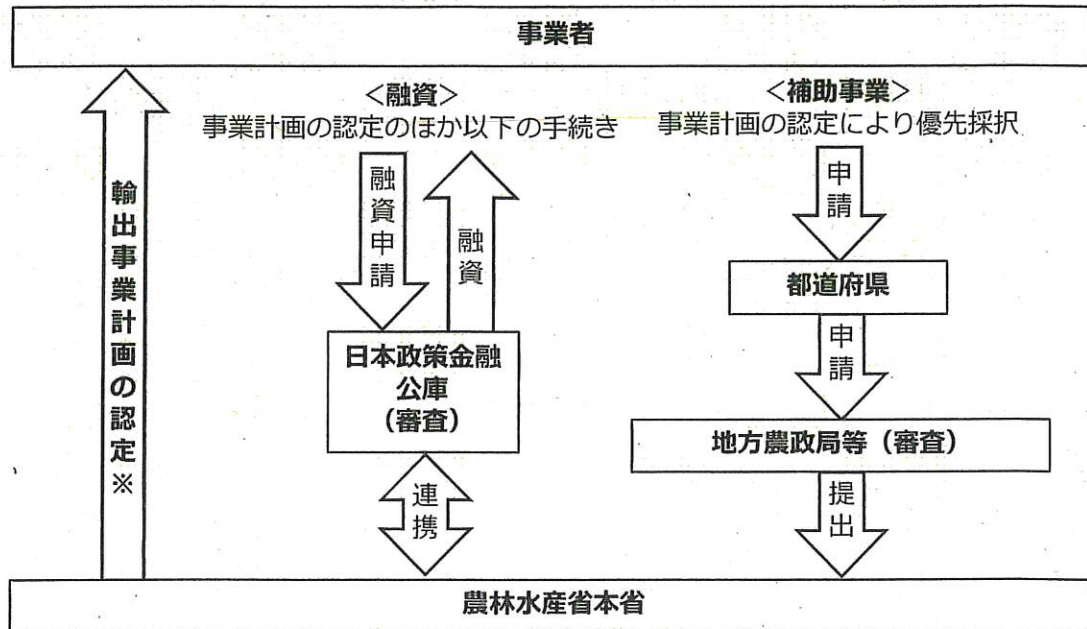 事業者
<融資>
事業計画の認定のほか以下の手続き
<補助事業>
事業計画の認定により優先採択
輸出事業計画の認定※
融資申請
融資
申請
都道府県
申請
日本政策金融
公庫
(審査)
地方農政局等(審査)
連携
提出
農林水産省本省